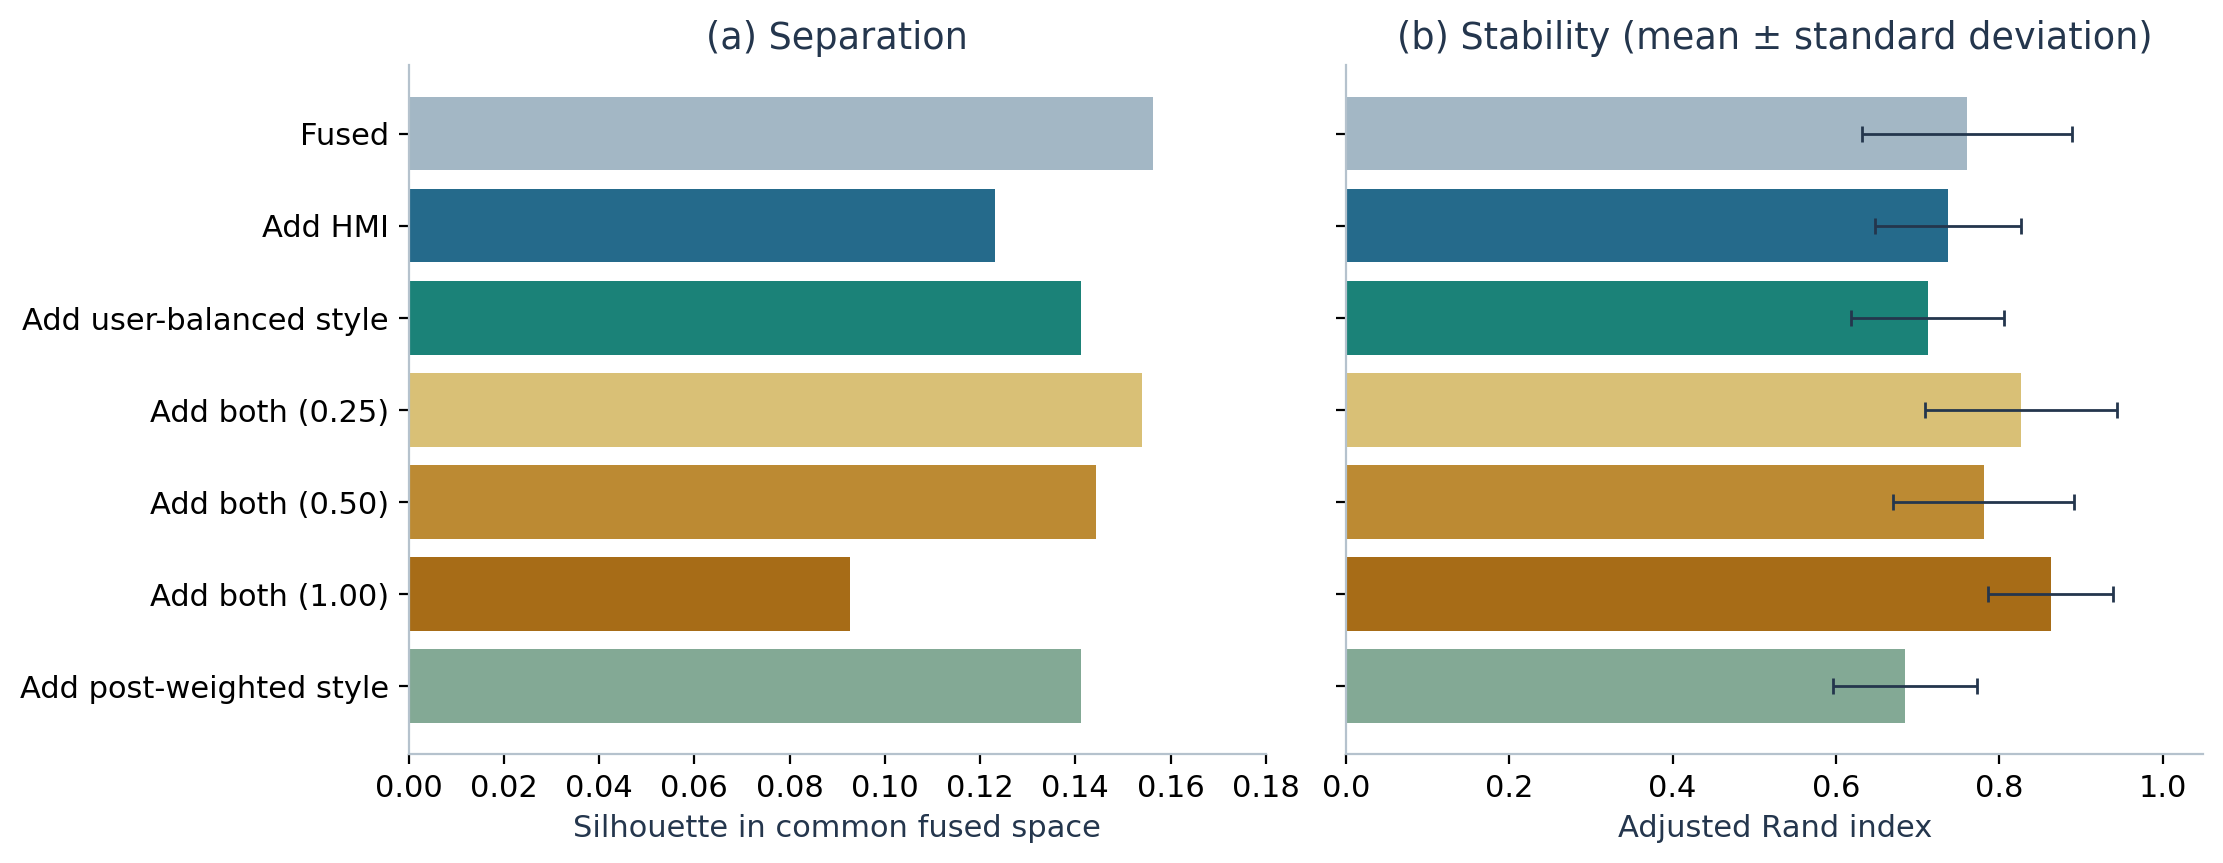 (a) Separation
(b) Stability (mean ± standard deviation)
Fused
Add HMI
Add user-balanced style
Add both (0.25)
Add both (0.50)
Add both (1.00)
Add post-weighted style
0.00 0.02 0.04 0.06 0.08 0.10 0.12 0.14 0.16 0.18
0.0 0.2 0.4 0.6 0.8 1.0
Silhouette in common fused space
Adjusted Rand index